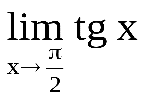 lim tg x
x→π/2